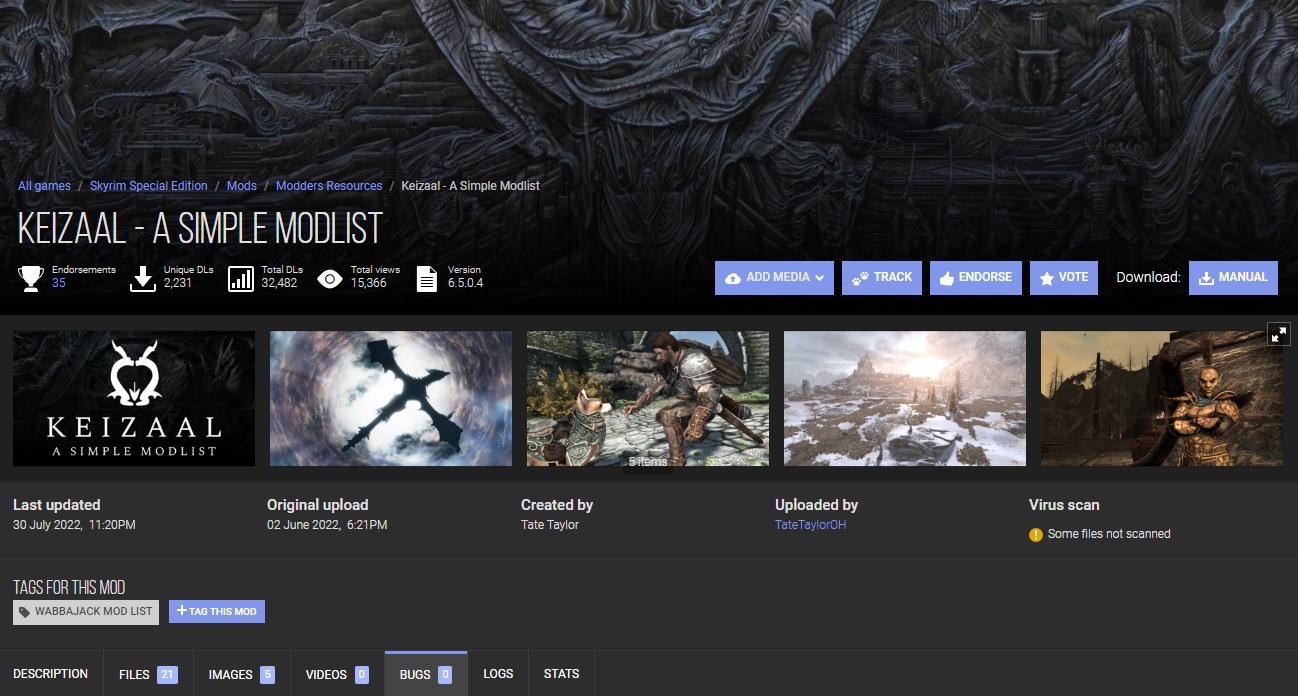 All games / Skyrim Special Edition / Mods / Modders Resources / Keizaal - A Simple Modlist
KEIZAAL - A SIMPLE MODLIST
Endorsements
35
Unique DLs
2,231
Total DLs
32,482
Total views
15,366
Version
6.5.0.4
ADD MEDIA
TRACK
ENDORSE
VOTE
Download:
MANUAL
KEIZAAL
A SIMPLE MODLIST
5 items
Last updated
30 July 2022, 11:20PM
Original upload
02 June 2022, 6:21PM
Created by
Tate Taylor
Uploaded by
TateTaylorOH
Virus scan
Some files not scanned
TAGS FOR THIS MOD
WABBAJACK MOD LIST
+ TAG THIS MOD
DESCRIPTION
FILES 21
IMAGES 5
VIDEOS 0
BUGS 0
LOGS
STATS